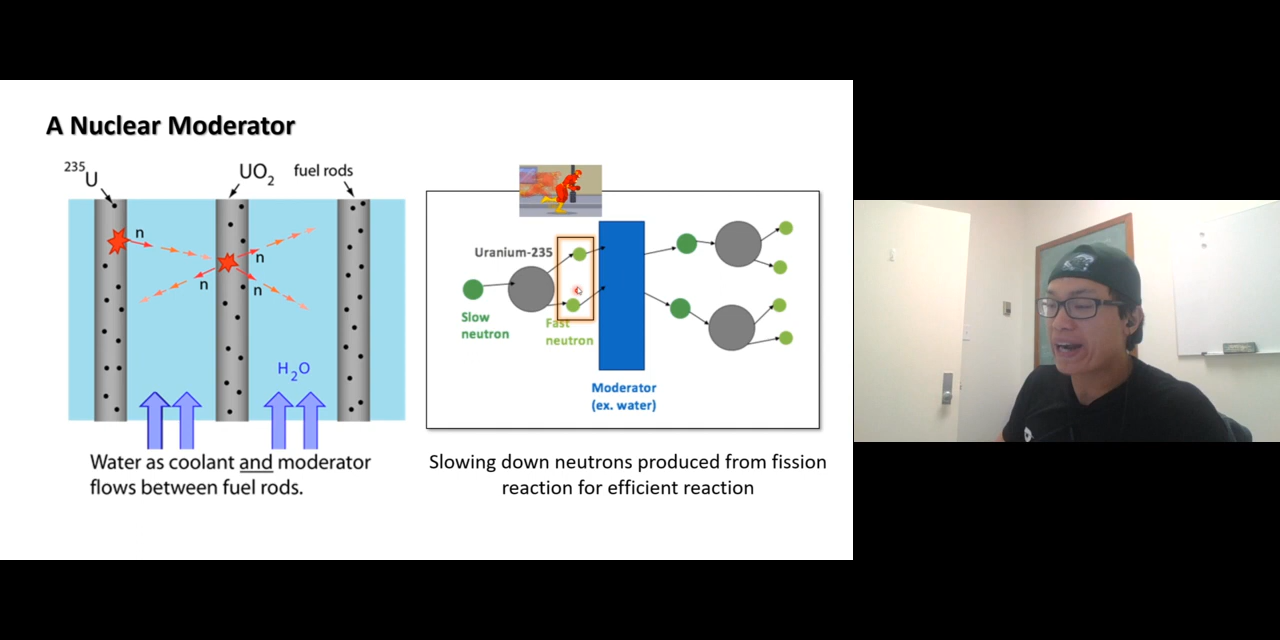 A Nuclear Moderator
235U
UO2
fuel rods
n
n
n
n
H2O
Water as coolant and moderator
flows between fuel rods.
Uranium-235
Slow
neutron
Fast
neutron
Moderator
(ex. water)
Slowing down neutrons produced from fission
reaction for efficient reaction